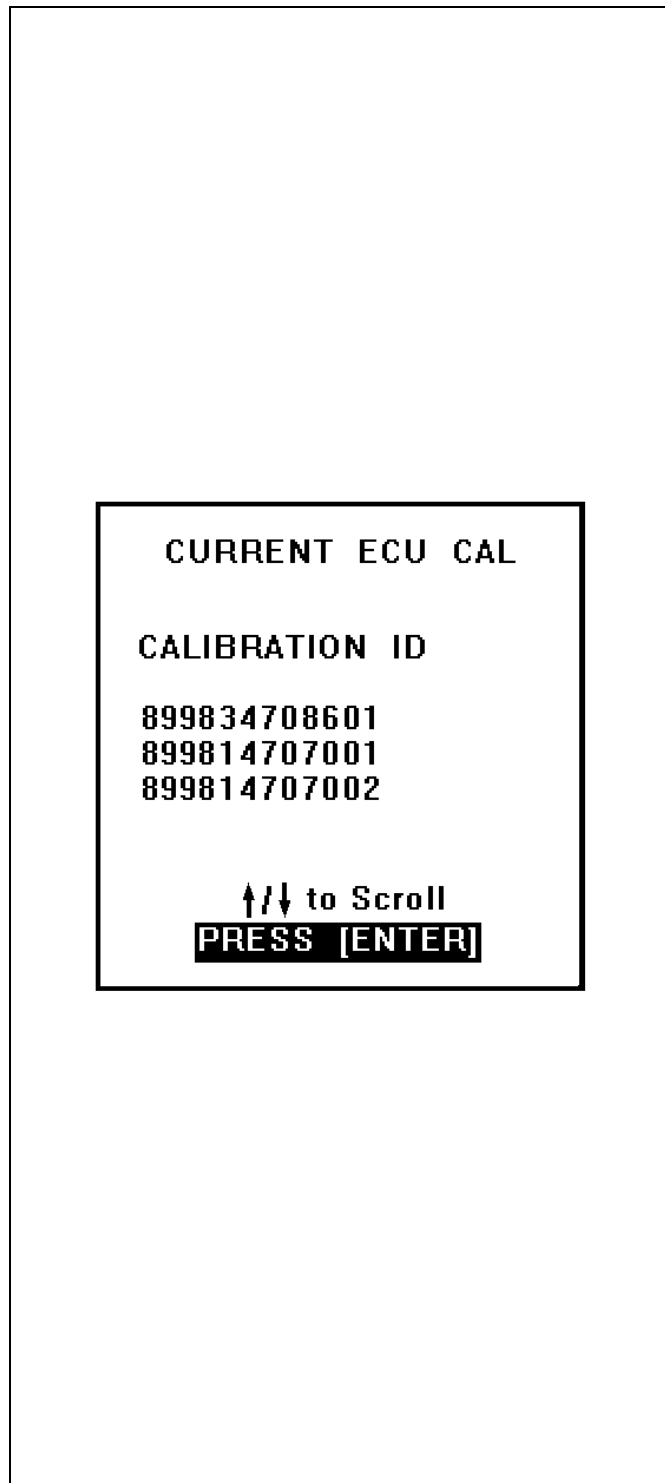 CURRENT ECU CAL
CALIBRATION ID
899834708601
899814707001
899814707002
↑/↓ to Scroll
PRESS [ENTER]